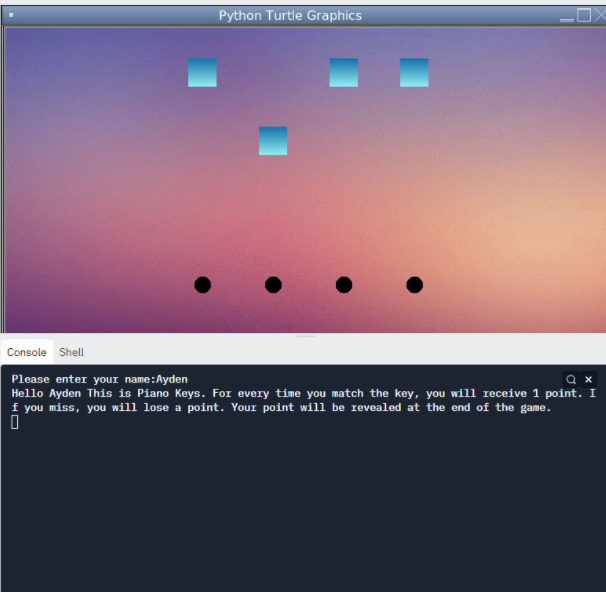 Python Turtle Graphics
Console Shell
Please enter your name:Ayden
Hello Ayden This is Piano Keys. For every time you match the key, you will receive 1 point. I
f you miss, you will lose a point. Your point will be revealed at the end of the game.